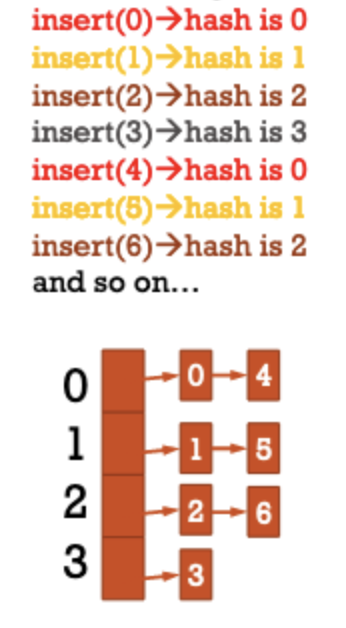 insert(0)→hash is 0
insert(1)→hash is 1
insert(2)→hash is 2
insert(3)→hash is 3
insert(4)→hash is 0
insert(5)→hash is 1
insert(6)→hash is 2
and so on...
0 0 4
1 1 5
2 2 6
3 3